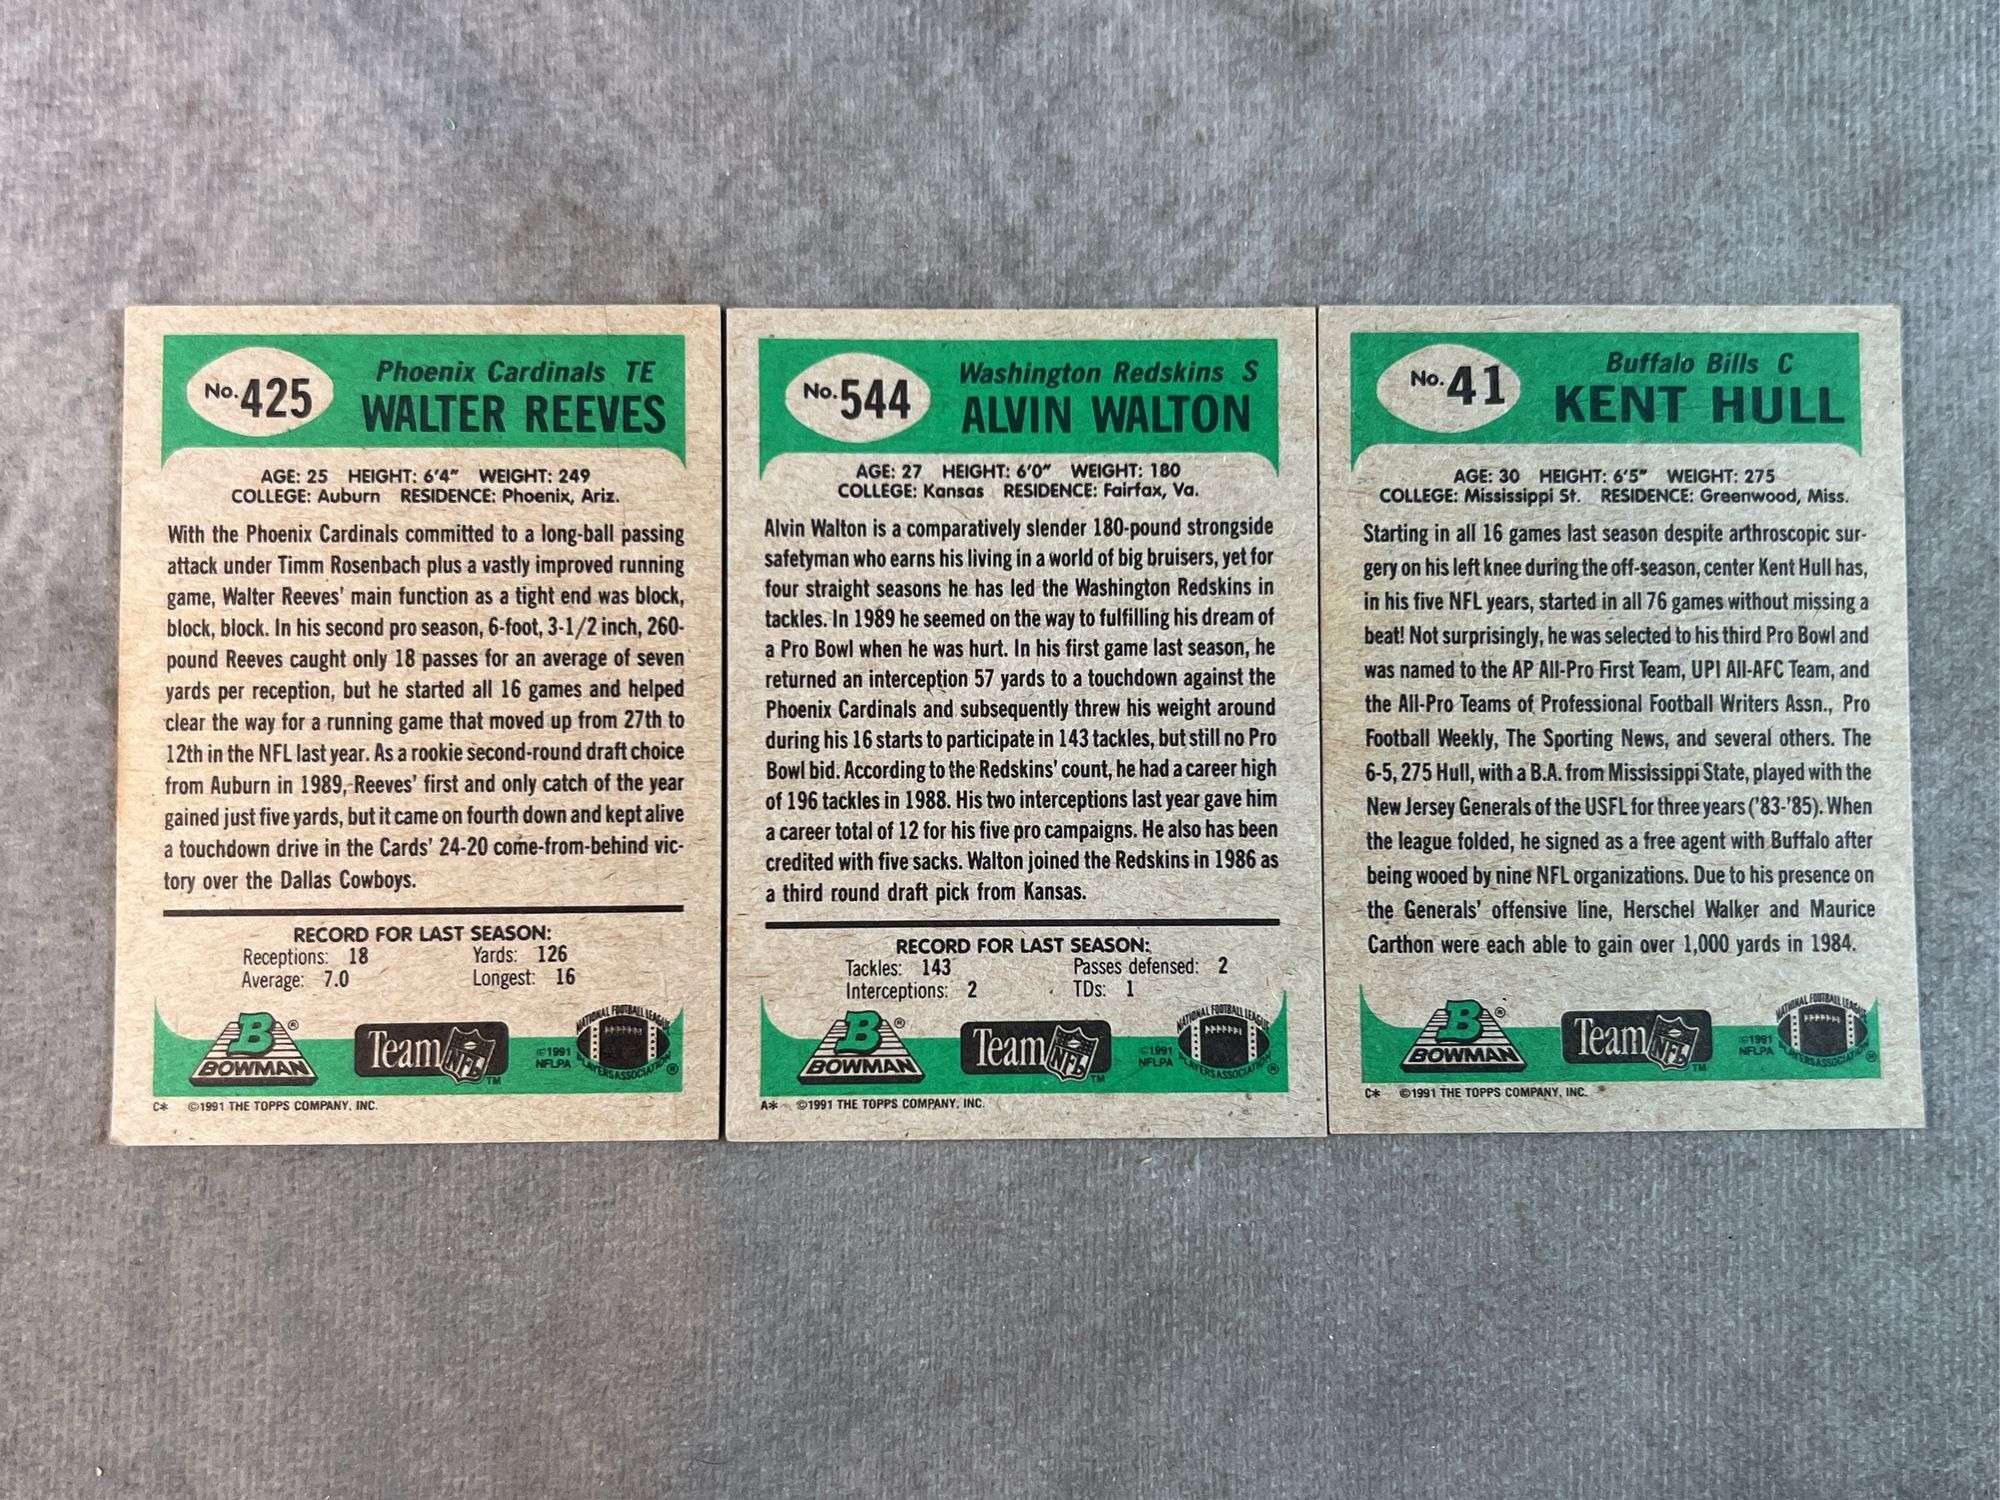 No. 425
Phoenix Cardinals TE
WALTER REEVES
AGE: 25 HEIGHT: 6'4" WEIGHT: 249
COLLEGE: Auburn RESIDENCE: Phoenix, Ariz.
With the Phoenix Cardinals committed to a long-ball passing
attack under Timm Rosenbach plus a vastly improved running
game, Walter Reeves' main function as a tight end was block,
block, block. In his second pro season, 6-foot, 3-1/2 inch, 260-
pound Reeves caught only 18 passes for an average of seven
yards per reception, but he started all 16 games and helped
clear the way for a running game that moved up from 27th to
12th in the NFL last year. As a rookie second-round draft choice
from Auburn in 1989, Reeves' first and only catch of the year
gained just five yards, but it came on fourth down and kept alive
a touchdown drive in the Cards' 24-20 come-from-behind vic-
tory over the Dallas Cowboys.
RECORD FOR LAST SEASON:
Receptions: 18 Yards: 126
Average: 7.0 Longest: 16
B ®
BOWMAN
Team NFL TM
©1991
NFLPA
NATIONAL FOOTBALL LEAGUE
PLAYERS ASSOCIATION ®
C* ©1991 THE TOPPS COMPANY, INC.
No. 544
Washington Redskins S
ALVIN WALTON
AGE: 27 HEIGHT: 6'0" WEIGHT: 180
COLLEGE: Kansas RESIDENCE: Fairfax, Va.
Alvin Walton is a comparatively slender 180-pound strongside
safetyman who earns his living in a world of big bruisers, yet for
four straight seasons he has led the Washington Redskins in
tackles. In 1989 he seemed on the way to fulfilling his dream of
a Pro Bowl when he was hurt. In his first game last season, he
returned an interception 57 yards to a touchdown against the
Phoenix Cardinals and subsequently threw his weight around
during his 16 starts to participate in 143 tackles, but still no Pro
Bowl bid. According to the Redskins' count, he had a career high
of 196 tackles in 1988. His two interceptions last year gave him
a career total of 12 for his five pro campaigns. He also has been
credited with five sacks. Walton joined the Redskins in 1986 as
a third round draft pick from Kansas.
RECORD FOR LAST SEASON:
Tackles: 143 Passes defensed: 2
Interceptions: 2 TDs: 1
B ®
BOWMAN
Team NFL TM
©1991
NFLPA
NATIONAL FOOTBALL LEAGUE
PLAYERS ASSOCIATION ®
A* ©1991 THE TOPPS COMPANY, INC.
No. 41
Buffalo Bills C
KENT HULL
AGE: 30 HEIGHT: 6'5" WEIGHT: 275
COLLEGE: Mississippi St. RESIDENCE: Greenwood, Miss.
Starting in all 16 games last season despite arthroscopic sur-
gery on his left knee during the off-season, center Kent Hull has,
in his five NFL years, started in all 76 games without missing a
beat! Not surprisingly, he was selected to his third Pro Bowl and
was named to the AP All-Pro First Team, UPI All-AFC Team, and
the All-Pro Teams of Professional Football Writers Assn., Pro
Football Weekly, The Sporting News, and several others. The
6-5, 275 Hull, with a B.A. from Mississippi State, played with the
New Jersey Generals of the USFL for three years ('83-'85). When
the league folded, he signed as a free agent with Buffalo after
being wooed by nine NFL organizations. Due to his presence on
the Generals' offensive line, Herschel Walker and Maurice
Carthon were each able to gain over 1,000 yards in 1984.
B ®
BOWMAN
Team NFL TM
©1991
NFLPA
NATIONAL FOOTBALL LEAGUE
PLAYERS ASSOCIATION ®
C* ©1991 THE TOPPS COMPANY, INC.